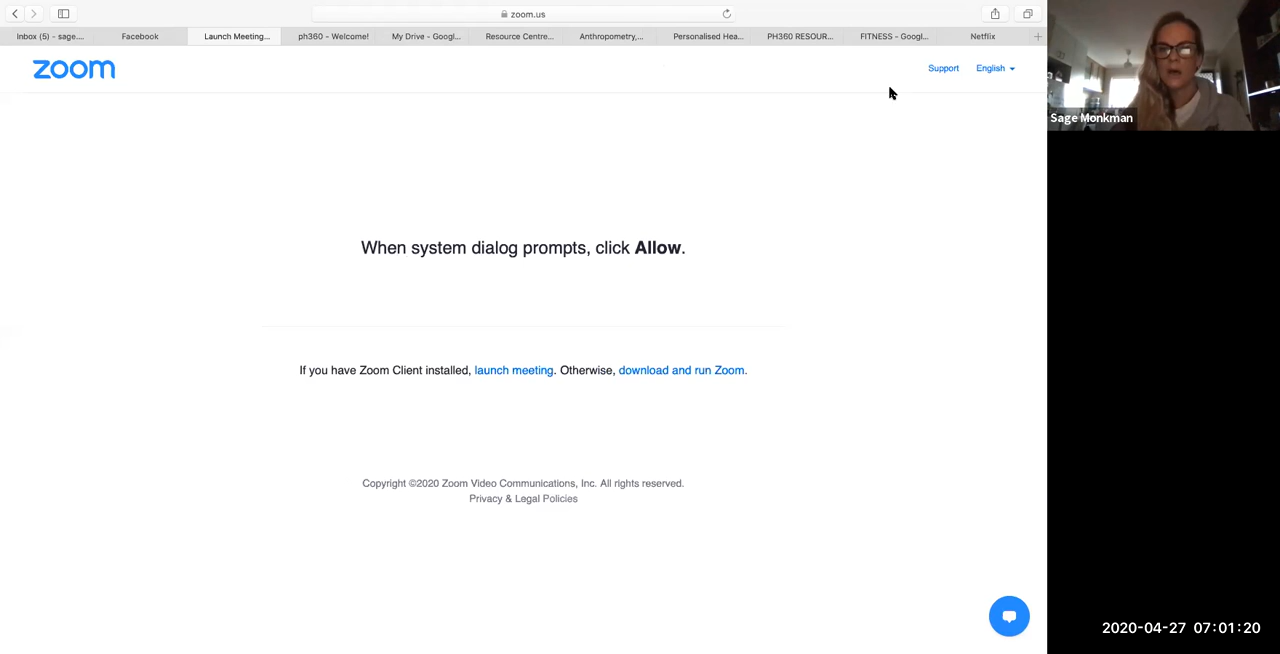 zoom.us
Inbox (5) - sage....
Facebook
Launch Meeting...
ph360 - Welcome!
My Drive - Googl...
Resource Centre...
Anthropometry,...
Personalised Hea...
PH360 RESOUR...
FITNESS - Googl...
Netflix
zoom
Support
English
Sage Monkman
When system dialog prompts, click Allow.
If you have Zoom Client installed, launch meeting. Otherwise, download and run Zoom.
Copyright ©2020 Zoom Video Communications, Inc. All rights reserved.
Privacy & Legal Policies
2020-04-27 07:01:20